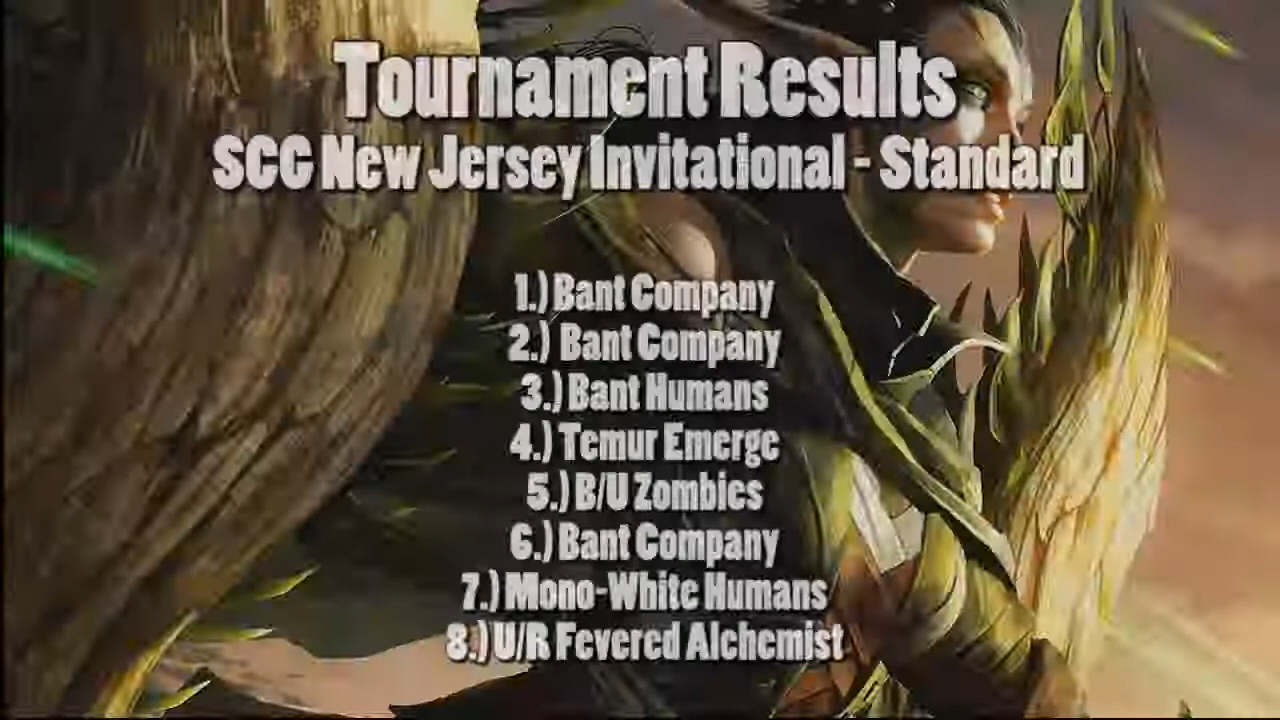 Tournament Results
SCG New Jersey Invitational - Standard
1.) Bant Company
2.) Bant Company
3.) Bant Humans
4.) Temur Emerge
5.) B/U Zombies
6.) Bant Company
7.) Mono-White Humans
8.) U/R Fevered Alchemist